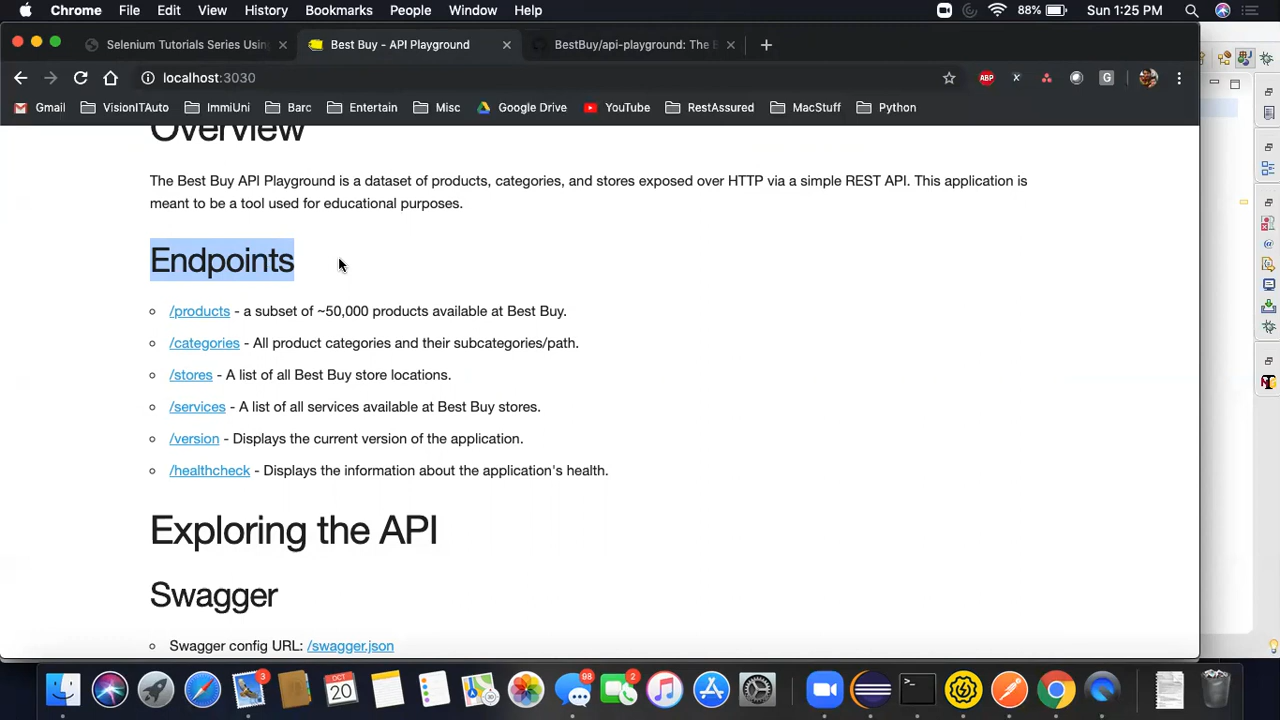 Chrome File Edit View History Bookmarks People Window Help 88% Sun 1:25 PM
Selenium Tutorials Series Usin Best Buy - API Playground BestBuy/api-playground: The B
localhost:3030 ABP G
Gmail VisionITAuto ImmiUni Barc Entertain Misc Google Drive YouTube RestAssured MacStuff Python
Overview
The Best Buy API Playground is a dataset of products, categories, and stores exposed over HTTP via a simple REST API. This application is
meant to be a tool used for educational purposes.
Endpoints
/products - a subset of ~50,000 products available at Best Buy.
/categories - All product categories and their subcategories/path.
/stores - A list of all Best Buy store locations.
/services - A list of all services available at Best Buy stores.
/version - Displays the current version of the application.
/healthcheck - Displays the information about the application's health.
Exploring the API
Swagger
Swagger config URL: /swagger.json
3 OCT 20 98 2